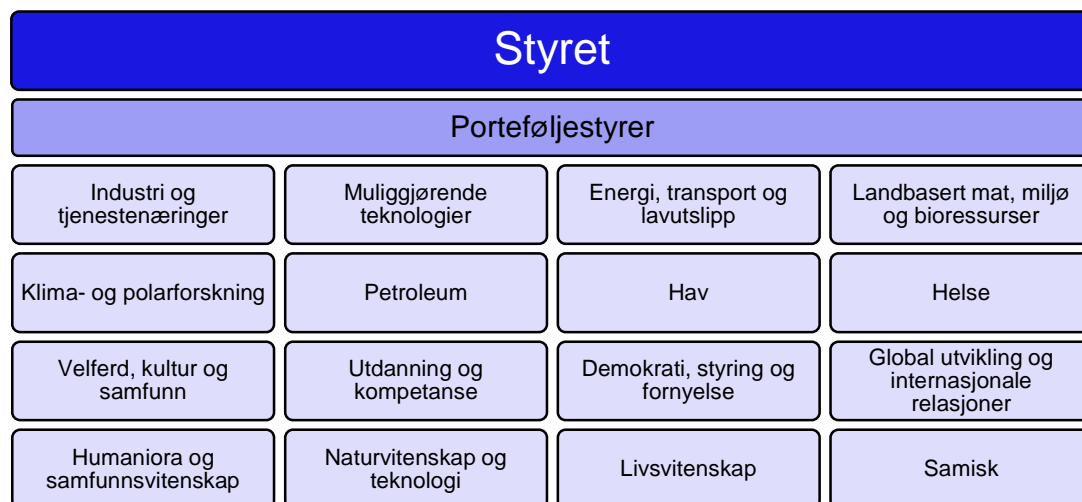 Styret
Porteføljestyrer
Industri og
tjenestenæringer
Muliggjørende
teknologier
Energi, transport og
lavutslipp
Landbasert mat, miljø
og bioressurser
Klima- og polarforskning
Petroleum
Hav
Helse
Velferd, kultur og
samfunn
Utdanning og
kompetanse
Demokrati, styring og
fornyelse
Global utvikling og
internasjonale
relasjoner
Humaniora og
samfunnsvitenskap
Naturvitenskap og
teknologi
Livsvitenskap
Samisk